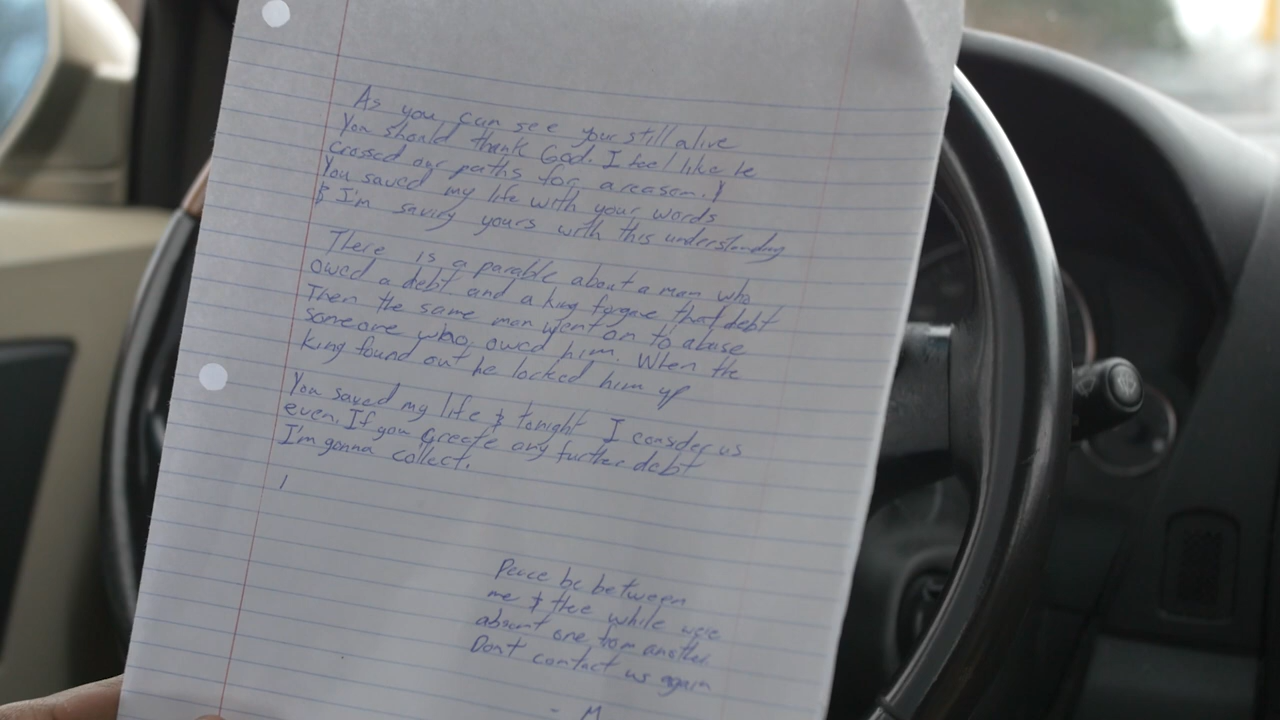 As you can see your still alive
You should thank God. I feel like he
crossed our paths for a reason.
You saved my life with your words
& I'm saving yours with this understanding
There is a parable about a man who
owed a debt and a king forgave that debt
Then the same man went on to abuse
someone who owed him. When the
king found out he locked him up
You saved my life & tonight I consider us
even. If you create any further debt
I'm gonna collect.
Peace be between
me & thee while were
absent one from another
Dont contact us again
- M